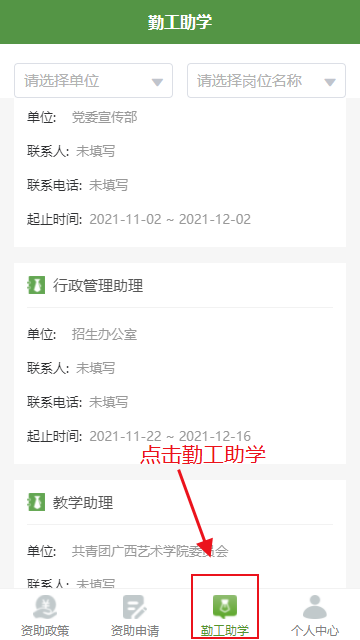 勤工助学
请选择单位
请选择岗位名称
单位: 党委宣传部
联系人: 未填写
联系电话: 未填写
起止时间: 2021-11-02 ~ 2021-12-02
行政管理助理
单位: 招生办公室
联系人: 未填写
联系电话: 未填写
起止时间: 2021-11-22 ~ 2021-12-16
点击勤工助学
教学助理
单位: 共青团广西艺术学院委员会
联系人: 未填写
资助政策
资助申请
勤工助学
个人中心